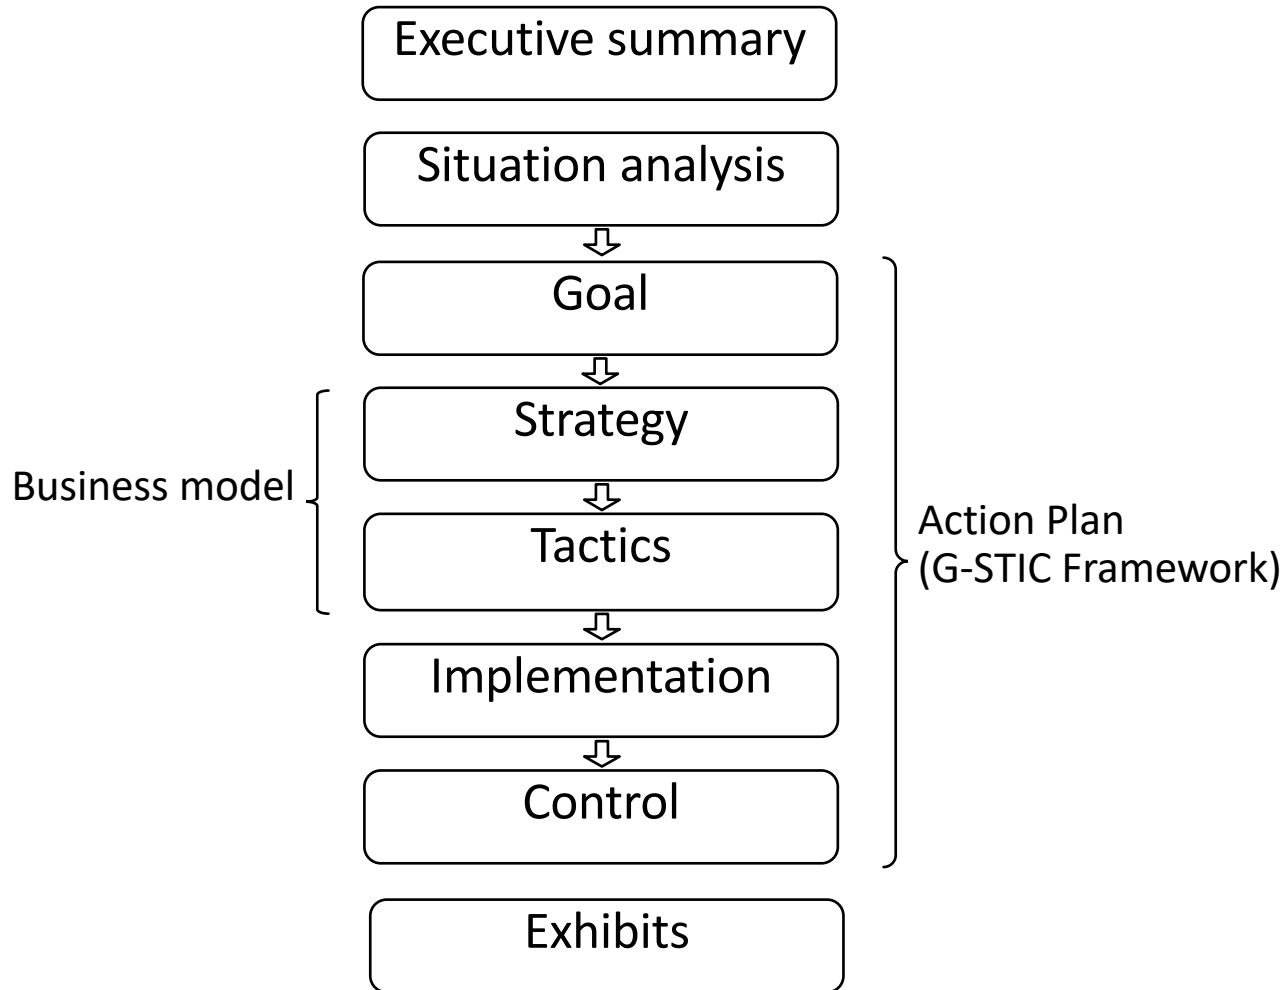 Executive summary
Situation analysis
Goal
Strategy
Business model
Tactics
Action Plan
(G-STIC Framework)
Implementation
Control
Exhibits